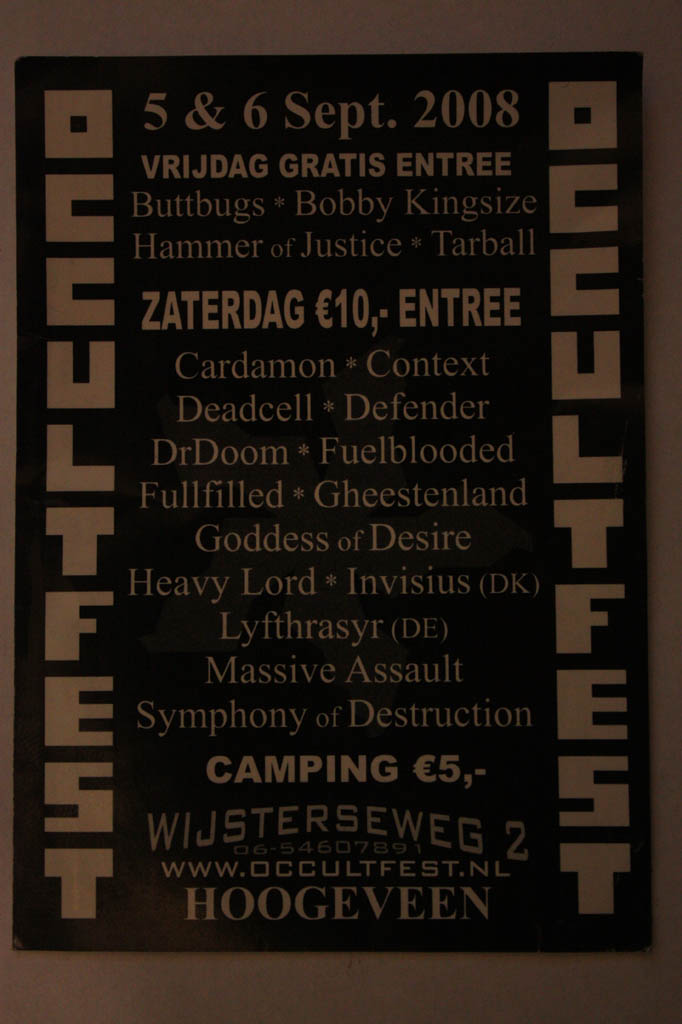 OCCULTFEST
5 & 6 Sept. 2008
VRIJDAG GRATIS ENTREE
Buttbugs * Bobby Kingsize
Hammer of Justice * Tarball
ZATERDAG €10,- ENTREE
Cardamon * Context
Deadcell * Defender
DrDoom * Fuelblooded
Fullfilled * Gheestenland
Goddess of Desire
Heavy Lord * Invisius (DK)
Lyfthrasyr (DE)
Massive Assault
Symphony of Destruction
CAMPING €5,-
WIJSTERSEWEG 2
06-54607891
WWW.OCCULTFEST.NL
HOOGEVEEN
OCCULTFEST